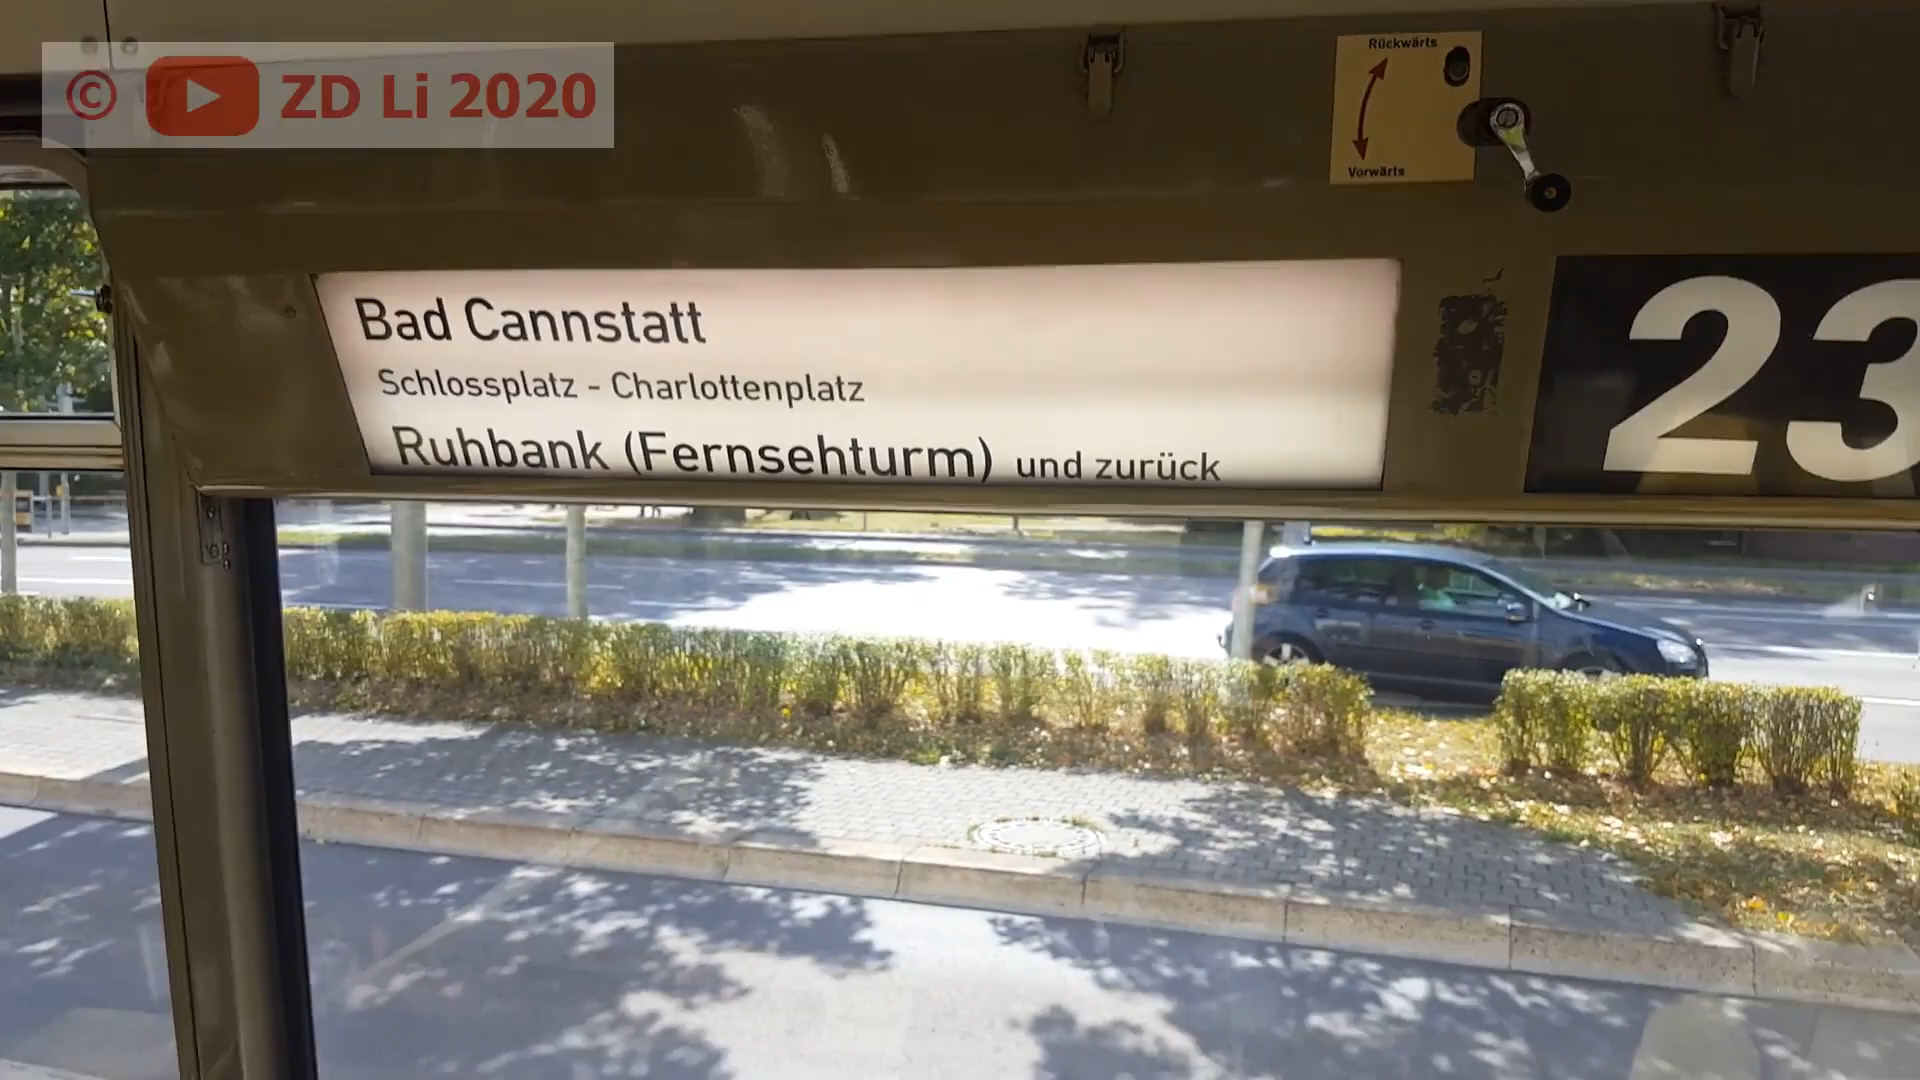 © ZD Li 2020
Rückwärts
Vorwärts
Bad Cannstatt
Schlossplatz - Charlottenplatz
Ruhbank (Fernsehturm) und zurück
23